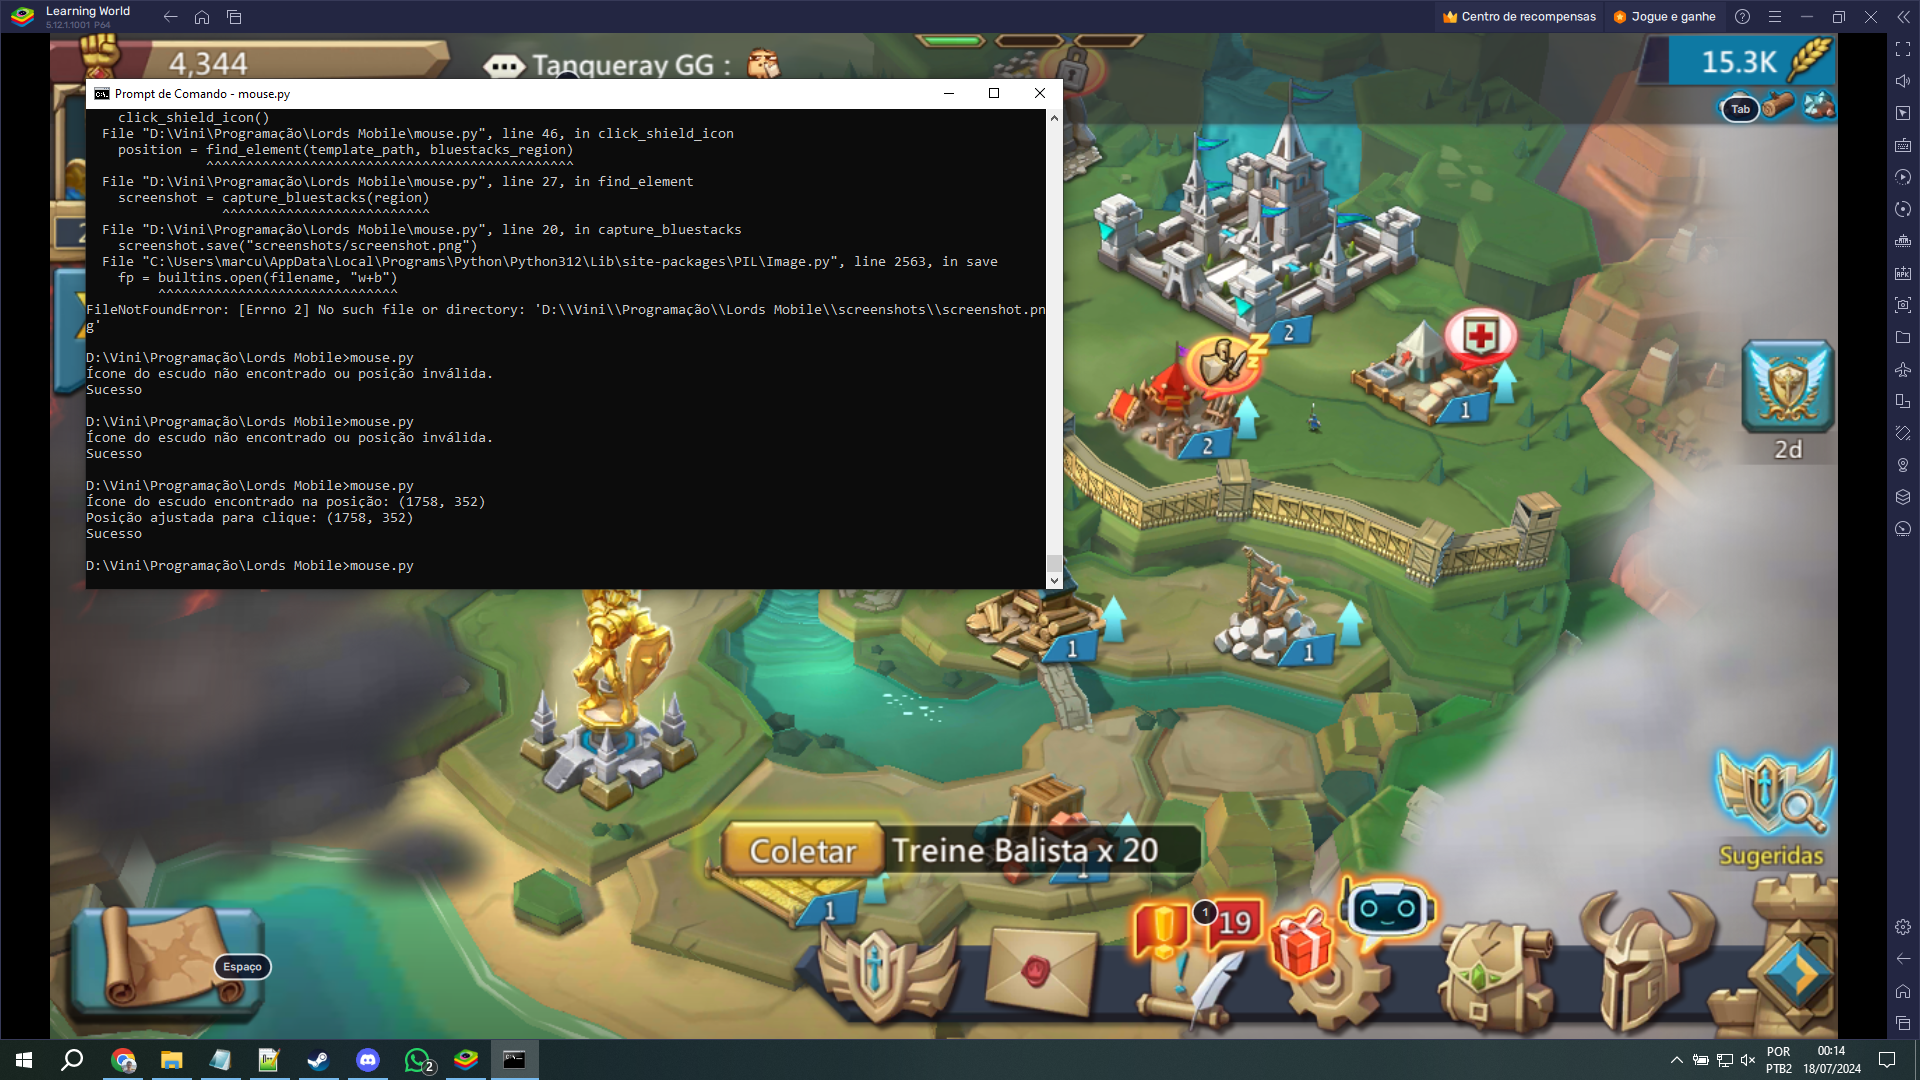 Learning World
5.12.1.1001 P64
Centro de recompensas
Jogue e ganhe
4,344
Tanqueray GG :
15.3K
Tab
Prompt de Comando - mouse.py
click_shield_icon()
File "D:\Vini\Programação\Lords Mobile\mouse.py", line 46, in click_shield_icon
position = find_element(template_path, bluestacks_region)
^^^^^^^^^^^^^^^^^^^^^^^^^^^^^^^^^^^^^^^^^^^^^^
File "D:\Vini\Programação\Lords Mobile\mouse.py", line 27, in find_element
screenshot = capture_bluestacks(region)
^^^^^^^^^^^^^^^^^^^^^^^^^^
File "D:\Vini\Programação\Lords Mobile\mouse.py", line 20, in capture_bluestacks
screenshot.save("screenshots/screenshot.png")
File "C:\Users\marcu\AppData\Local\Programs\Python\Python312\Lib\site-packages\PIL\Image.py", line 2563, in save
fp = builtins.open(filename, "w+b")
^^^^^^^^^^^^^^^^^^^^^^^^^^^^^^
FileNotFoundError: [Errno 2] No such file or directory: 'D:\\Vini\\Programação\\Lords Mobile\\screenshots\\screenshot.pn
g'
D:\Vini\Programação\Lords Mobile>mouse.py
Ícone do escudo não encontrado ou posição inválida.
Sucesso
D:\Vini\Programação\Lords Mobile>mouse.py
Ícone do escudo não encontrado ou posição inválida.
Sucesso
D:\Vini\Programação\Lords Mobile>mouse.py
Ícone do escudo encontrado na posição: (1758, 352)
Posição ajustada para clique: (1758, 352)
Sucesso
D:\Vini\Programação\Lords Mobile>mouse.py
2
2
1
2d
1
1
Coletar
Treine Balista x 20
1
1
Sugeridas
1
19
Espaço
2
POR
PTB2
00:14
18/07/2024